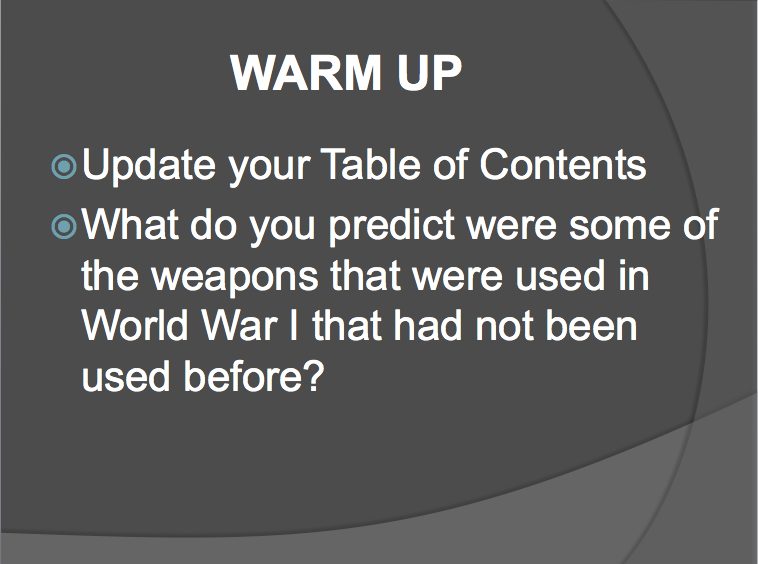 WARM UP
Update your Table of Contents
What do you predict were some of
the weapons that were used in
World War I that had not been
used before?